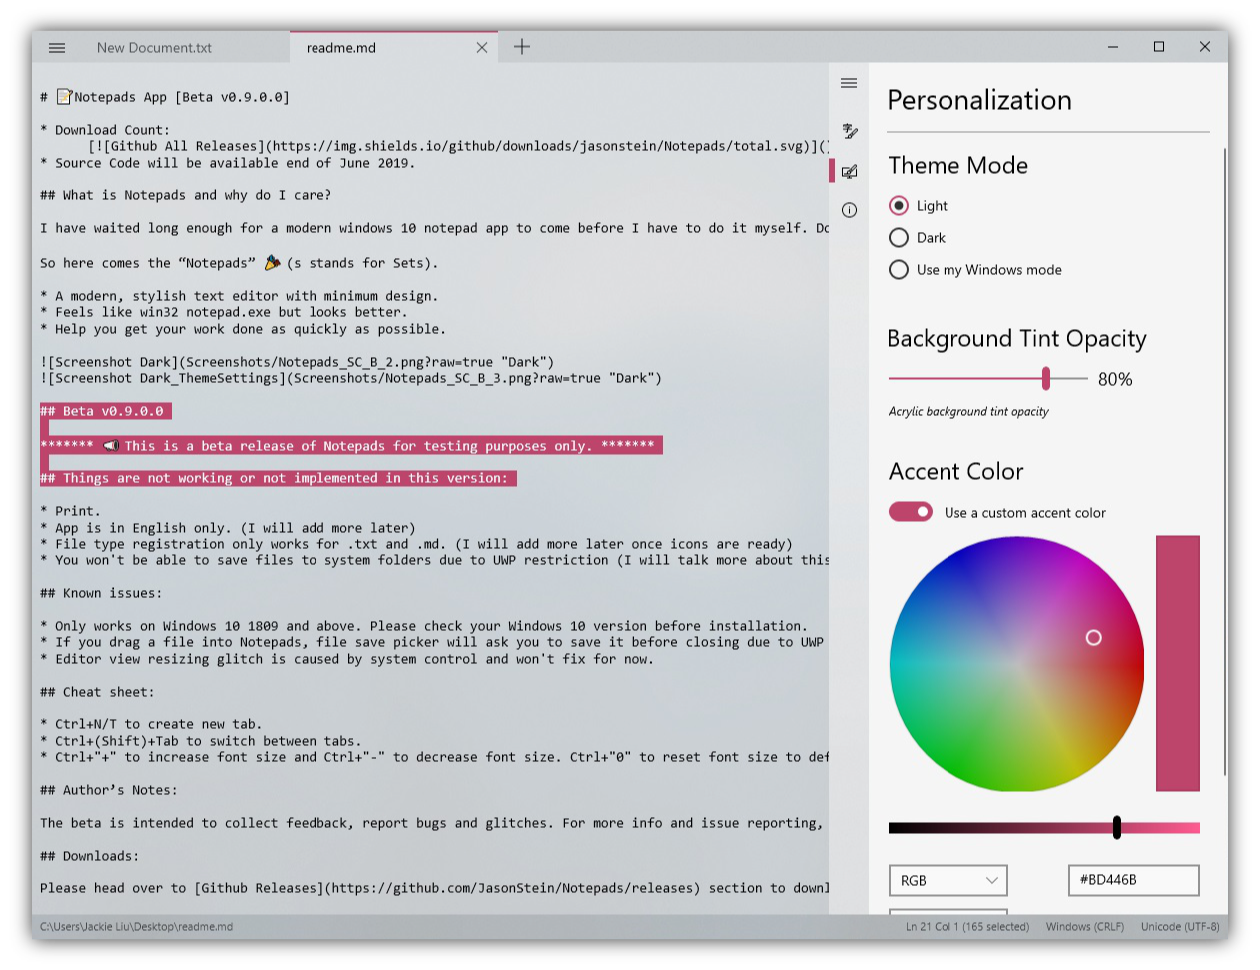 New Document.txt
readme.md
# 📝Notepads App [Beta v0.9.0.0]
* Download Count:
[![Github All Releases](https://img.shields.io/github/downloads/jasonstein/Notepads/total.svg)](
* Source Code will be available end of June 2019.
## What is Notepads and why do I care?
I have waited long enough for a modern windows 10 notepad app to come before I have to do it myself. Do
So here comes the “Notepads” 🎉 (s stands for Sets).
* A modern, stylish text editor with minimum design.
* Feels like win32 notepad.exe but looks better.
* Help you get your work done as quickly as possible.
![Screenshot Dark](Screenshots/Notepads_SC_B_2.png?raw=true "Dark")
![Screenshot Dark_ThemeSettings](Screenshots/Notepads_SC_B_3.png?raw=true "Dark")
## Beta v0.9.0.0
******* 📢 This is a beta release of Notepads for testing purposes only. *******
## Things are not working or not implemented in this version:
* Print.
* App is in English only. (I will add more later)
* File type registration only works for .txt and .md. (I will add more later once icons are ready)
* You won't be able to save files to system folders due to UWP restriction (I will talk more about this
## Known issues:
* Only works on Windows 10 1809 and above. Please check your Windows 10 version before installation.
* If you drag a file into Notepads, file save picker will ask you to save it before closing due to UWP
* Editor view resizing glitch is caused by system control and won't fix for now.
## Cheat sheet:
* Ctrl+N/T to create new tab.
* Ctrl+(Shift)+Tab to switch between tabs.
* Ctrl+"+" to increase font size and Ctrl+"-" to decrease font size. Ctrl+"0" to reset font size to def
## Author’s Notes:
The beta is intended to collect feedback, report bugs and glitches. For more info and issue reporting,
## Downloads:
Please head over to [Github Releases](https://github.com/JasonStein/Notepads/releases) section to downl
Personalization
Theme Mode
Light
Dark
Use my Windows mode
Background Tint Opacity
80%
Acrylic background tint opacity
Accent Color
Use a custom accent color
RGB
#BD446B
C:\Users\Jackie Liu\Desktop\readme.md
Ln 21 Col 1 (165 selected)
Windows (CRLF)
Unicode (UTF-8)